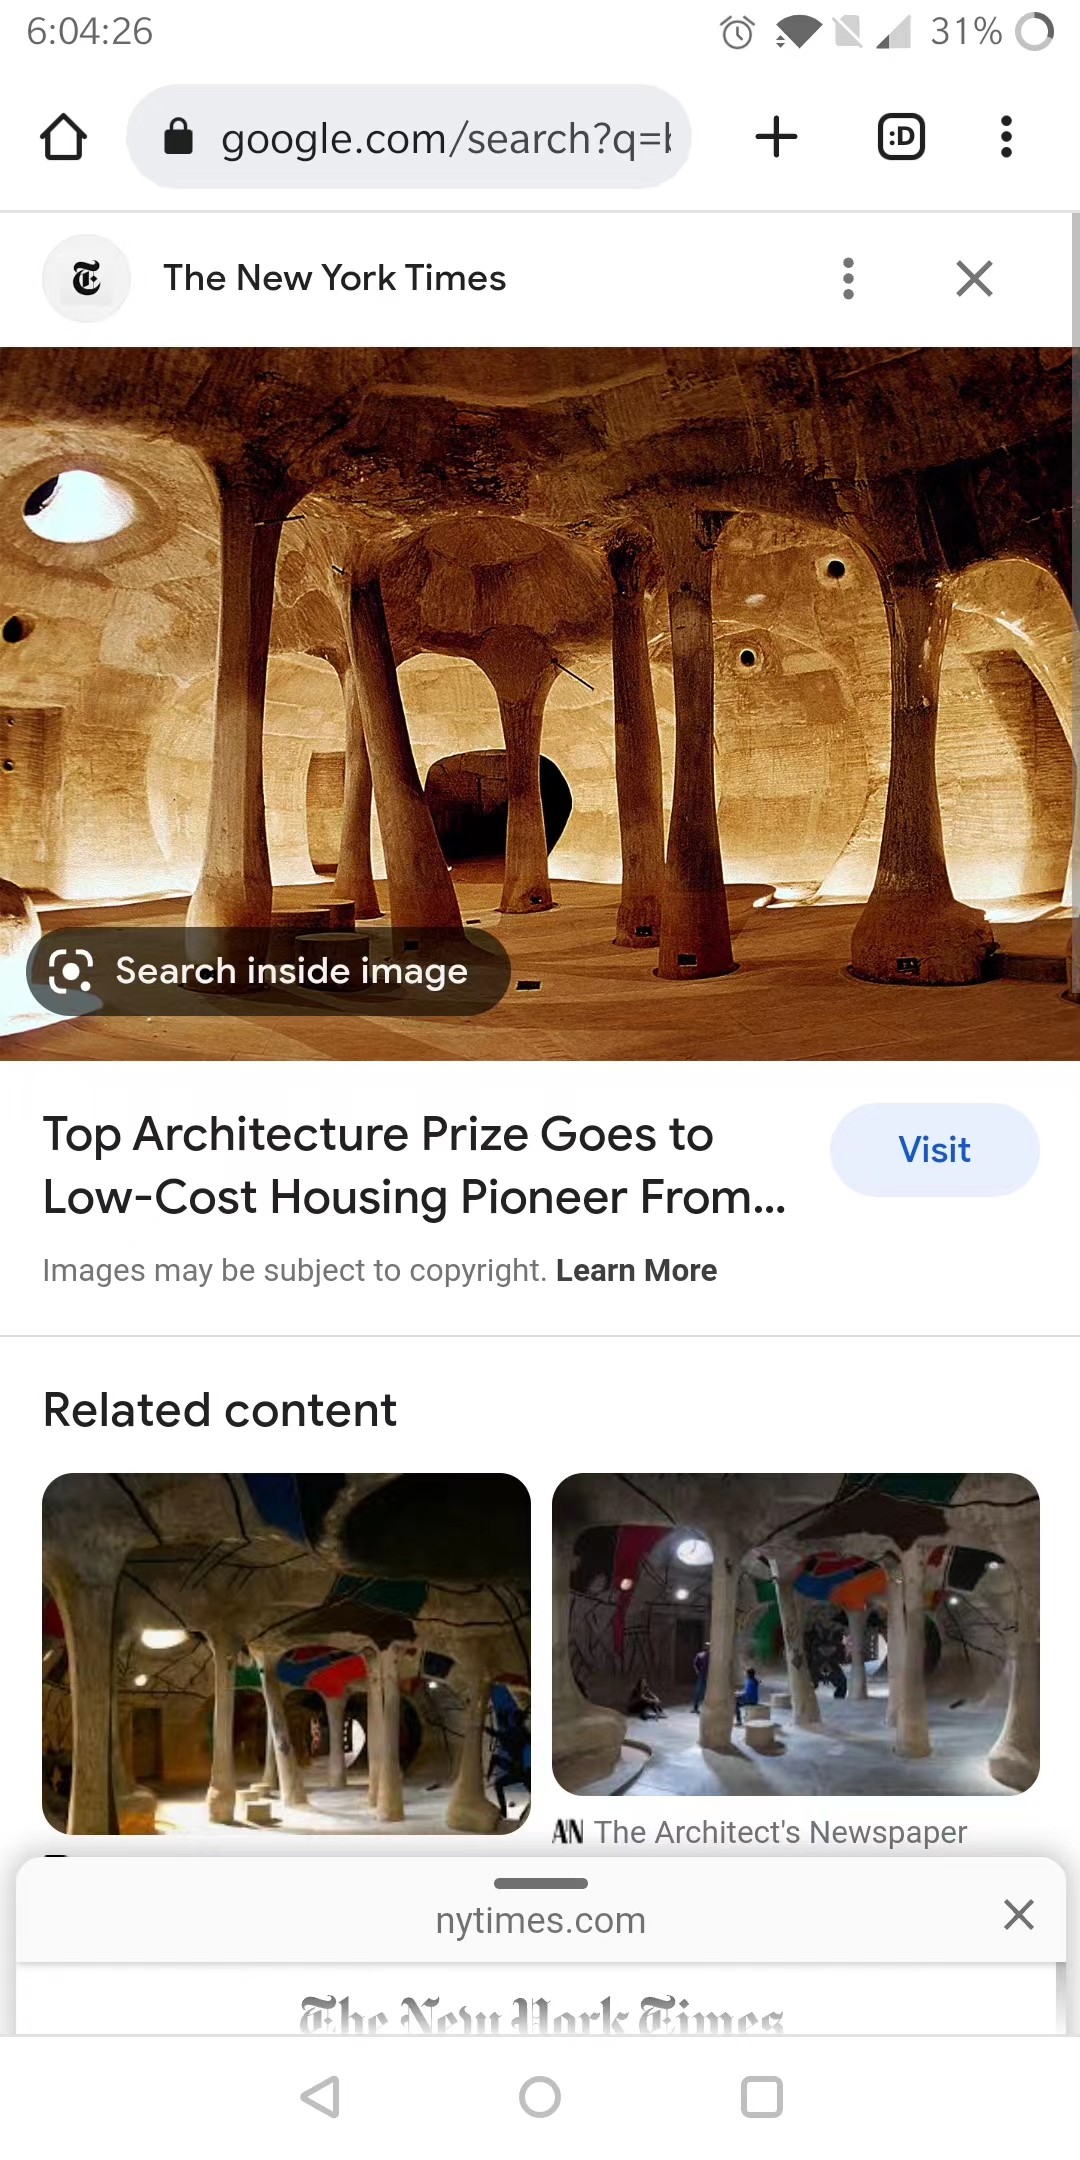 6:04:26
31%
google.com/search?q=
:D
The New York Times
Search inside image
Top Architecture Prize Goes to
Low-Cost Housing Pioneer From...
Visit
Images may be subject to copyright. Learn More
Related content
AN The Architect's Newspaper
nytimes.com
The New York Times